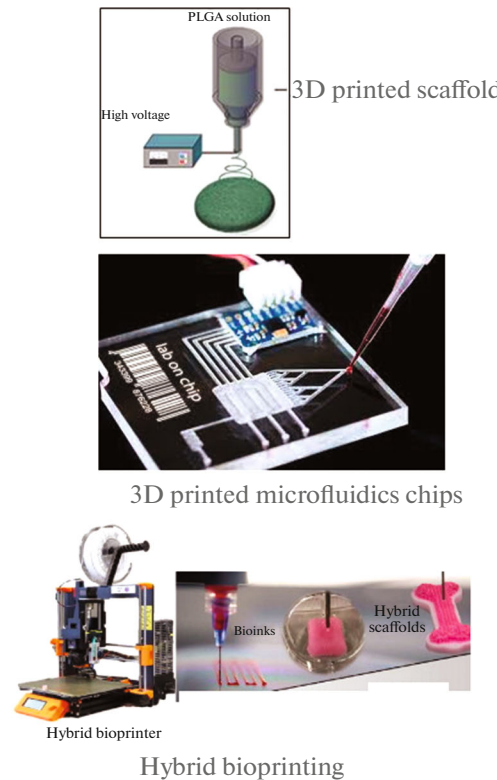 PLGA solution
3D printed scaffold
High voltage
lab on chip
3D printed microfluidics chips
Bioinks
Hybrid
scaffolds
Hybrid bioprinter
Hybrid bioprinting